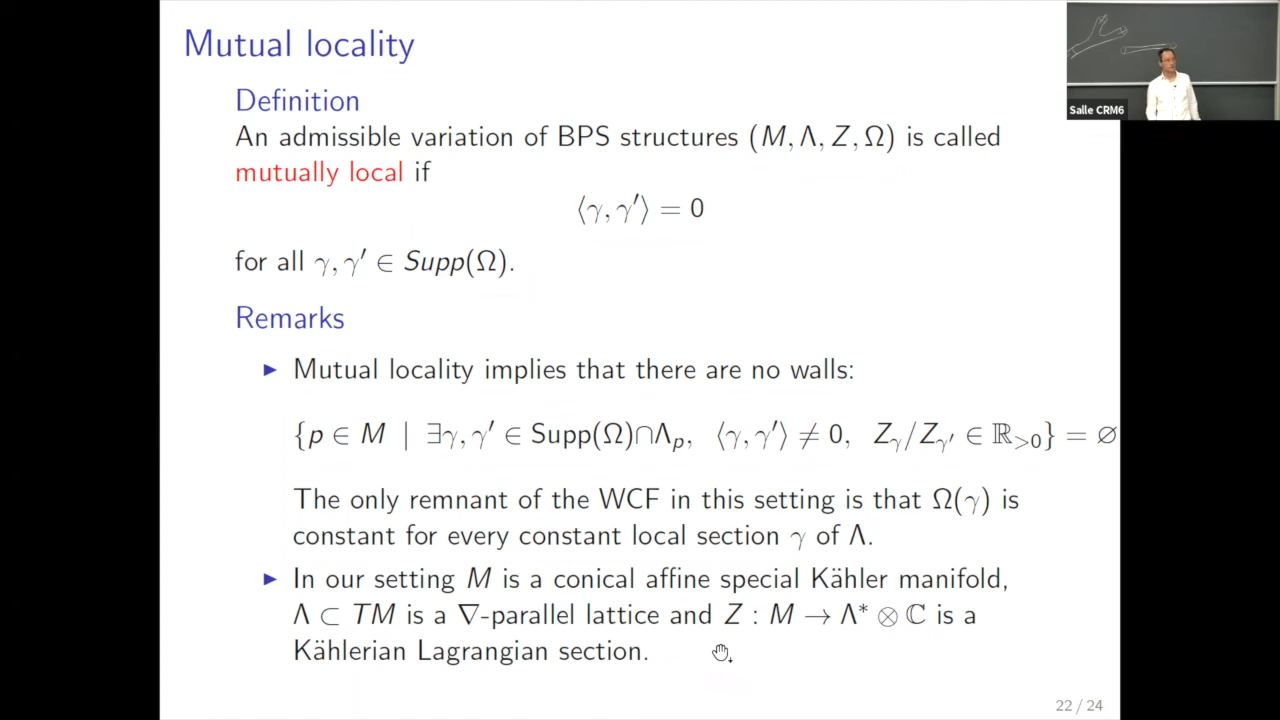 Mutual locality
Definition
An admissible variation of BPS structures (M, Λ, Z, Ω) is called
mutually local if
⟨γ, γ′⟩ = 0
for all γ, γ′ ∈ Supp(Ω).
Remarks
▶ Mutual locality implies that there are no walls:
{p ∈ M | ∃γ, γ′ ∈ Supp(Ω)∩Λₚ, ⟨γ, γ′⟩ ≠ 0, Z_γ/Z_γ′ ∈ ℝ_{>0}} = ∅
The only remnant of the WCF in this setting is that Ω(γ) is
constant for every constant local section γ of Λ.
▶ In our setting M is a conical affine special Kähler manifold,
Λ ⊂ TM is a ∇-parallel lattice and Z : M → Λ* ⊗ ℂ is a
Kählerian Lagrangian section.
22 / 24
Salle CRM6